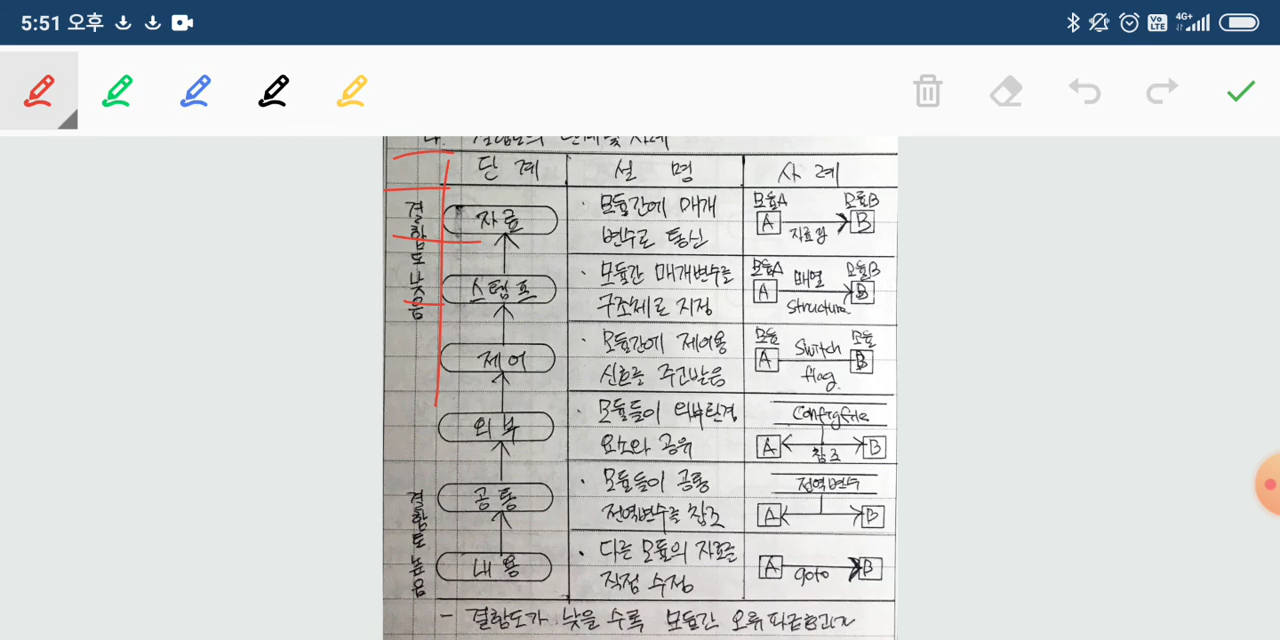 5:51 오후
4G+
Vo LTE
단 계 설 명 사 례
결합도 낮음
자료
· 모듈간에 매개
변수로 통신
모듈A 모듈B
A B
자료만
스탬프
· 모듈간 매개변수를
구조체로 지정
모듈A 배열 모듈B
A B
structure
제어
· 모듈간에 제어용
신호를 주고받음
모듈 switch 모듈
A B
flag
외부
· 모듈들이 외부환경
요소와 공유
Configfile
A B
참조
결합도 높음
공통
· 모듈들이 공통
전역변수를 참조
전역변수
A B
내용
· 다른 모듈의 자료를
직접 수정
A B
goto
- 결합도가 낮을 수록 모듈간 오류